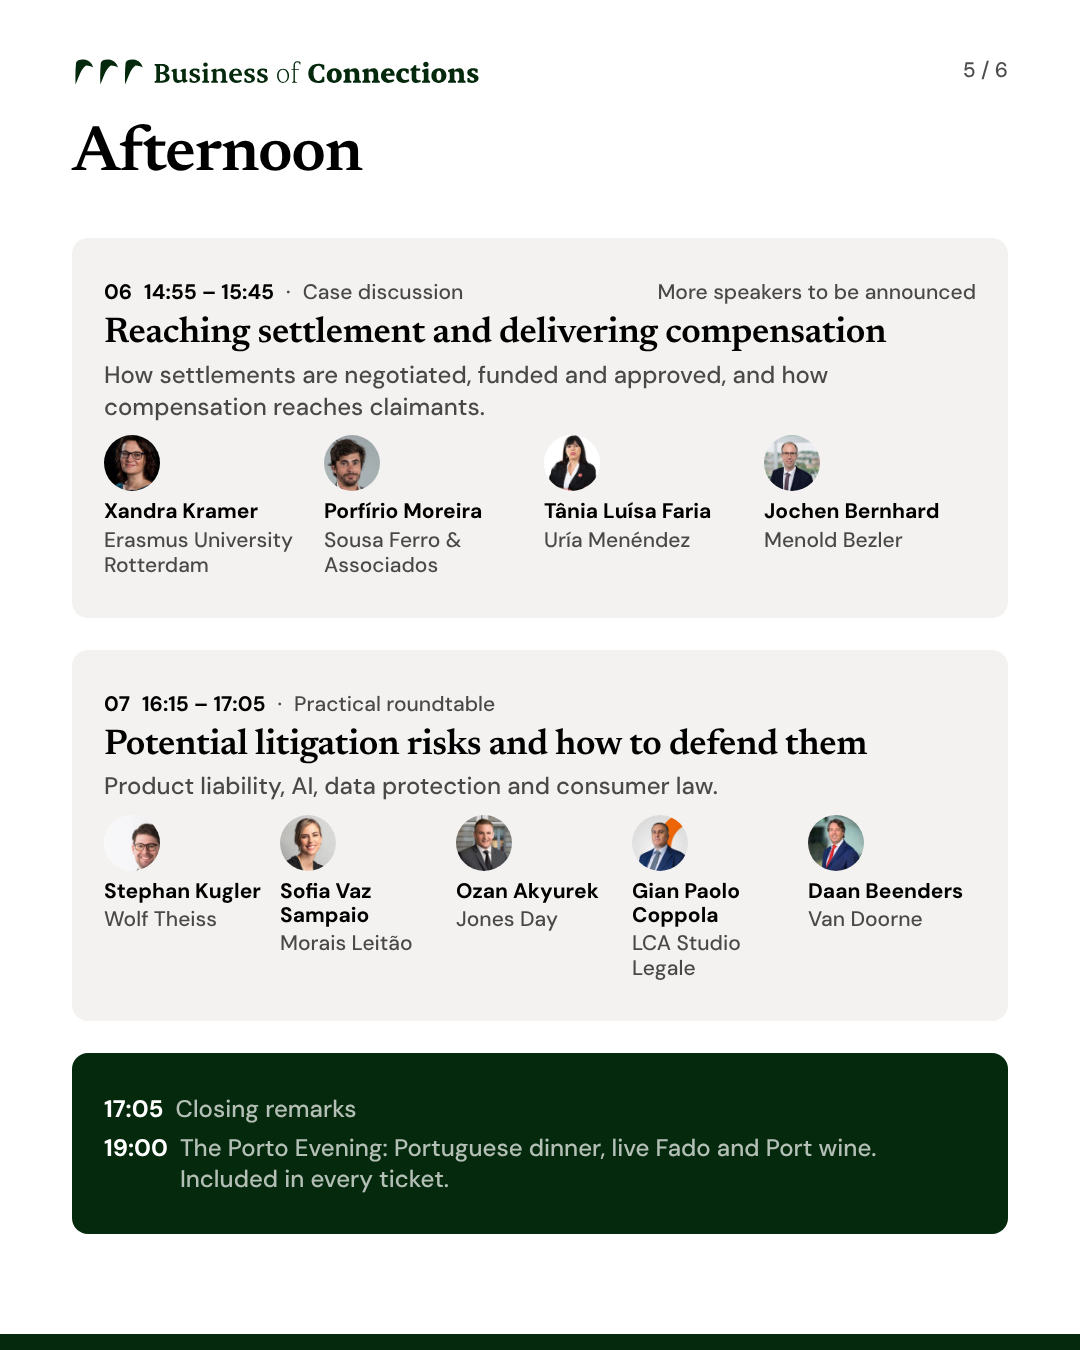 Business of Connections
5 / 6
Afternoon
06 14:55 – 15:45 · Case discussion
More speakers to be announced
Reaching settlement and delivering compensation
How settlements are negotiated, funded and approved, and how
compensation reaches claimants.
Xandra Kramer
Erasmus University
Rotterdam
Porfírio Moreira
Sousa Ferro &
Associados
Tânia Luísa Faria
Uría Menéndez
Jochen Bernhard
Menold Bezler
07 16:15 – 17:05 · Practical roundtable
Potential litigation risks and how to defend them
Product liability, AI, data protection and consumer law.
Stephan Kugler
Wolf Theiss
Sofia Vaz
Sampaio
Morais Leitão
Ozan Akyurek
Jones Day
Gian Paolo
Coppola
LCA Studio
Legale
Daan Beenders
Van Doorne
17:05 Closing remarks
19:00 The Porto Evening: Portuguese dinner, live Fado and Port wine.
Included in every ticket.